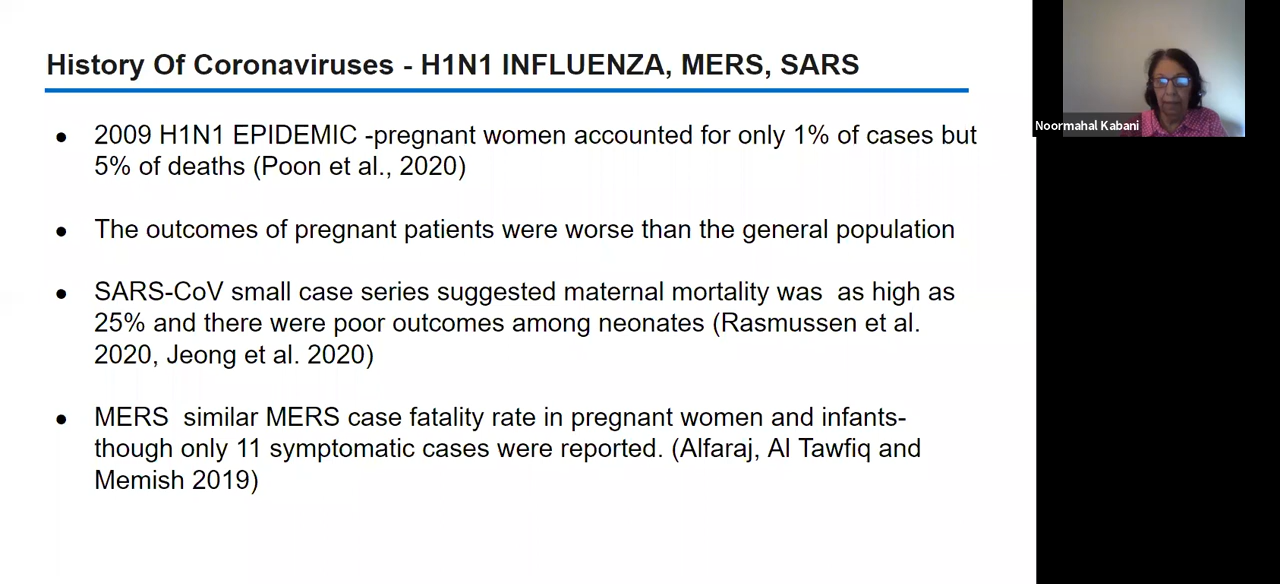 History Of Coronaviruses - H1N1 INFLUENZA, MERS, SARS
● 2009 H1N1 EPIDEMIC -pregnant women accounted for only 1% of cases but
5% of deaths (Poon et al., 2020)
● The outcomes of pregnant patients were worse than the general population
● SARS-CoV small case series suggested maternal mortality was  as high as
25% and there were poor outcomes among neonates (Rasmussen et al.
2020, Jeong et al. 2020)
● MERS  similar MERS case fatality rate in pregnant women and infants-
though only 11 symptomatic cases were reported. (Alfaraj, Al Tawfiq and
Memish 2019)
Noormahal Kabani